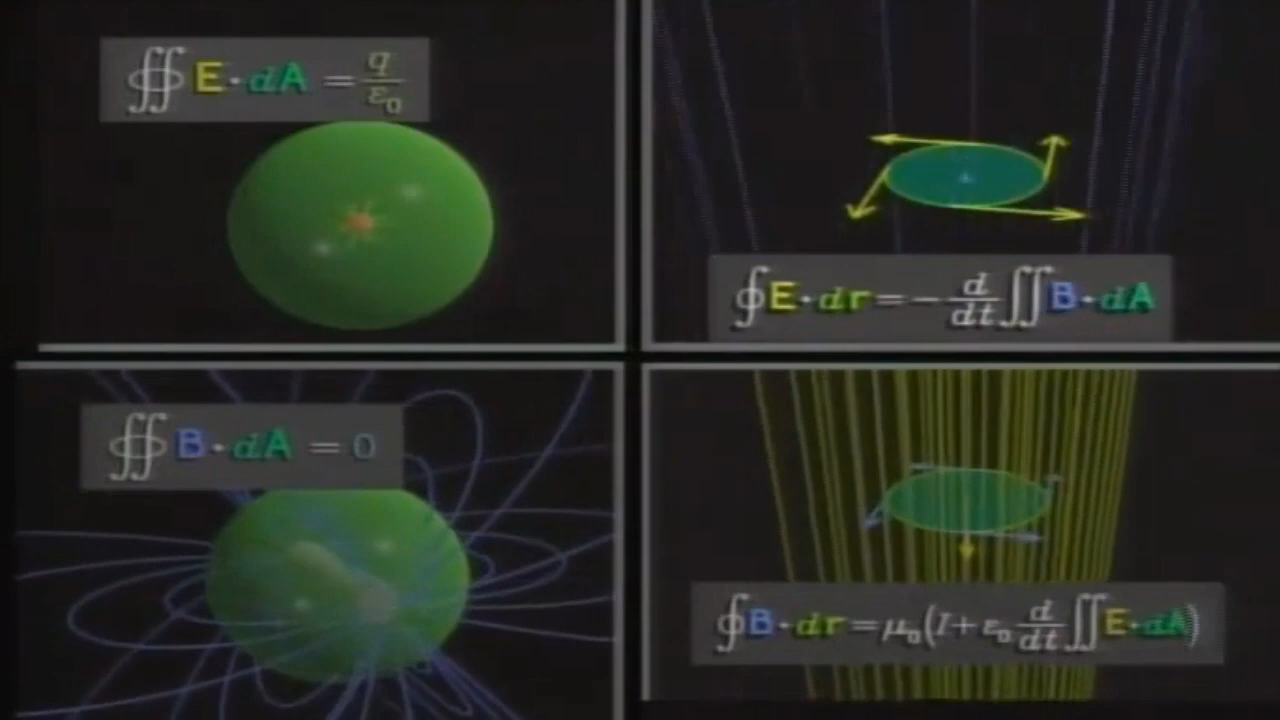 ∯E·dA = q/ε₀
∮E·dr = − d/dt ∬B·dA
∯B·dA = 0
∮B·dr = μ₀(I + ε₀ d/dt ∬E·dA)